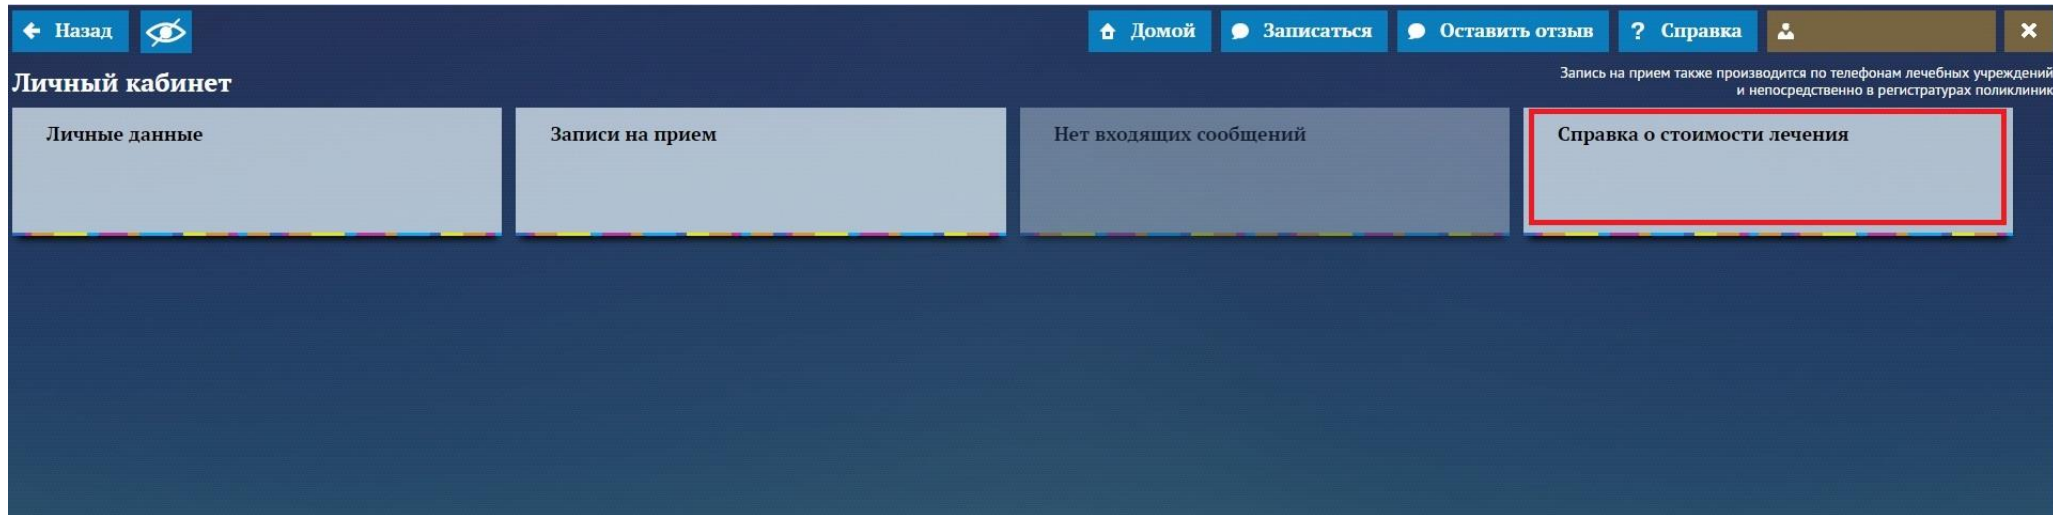 Назад
Домой
Записаться
Оставить отзыв
? Справка
Личный кабинет
Запись на прием также производится по телефонам лечебных учреждений
и непосредственно в регистратурах поликлиник
Личные данные
Записи на прием
Нет входящих сообщений
Справка о стоимости лечения